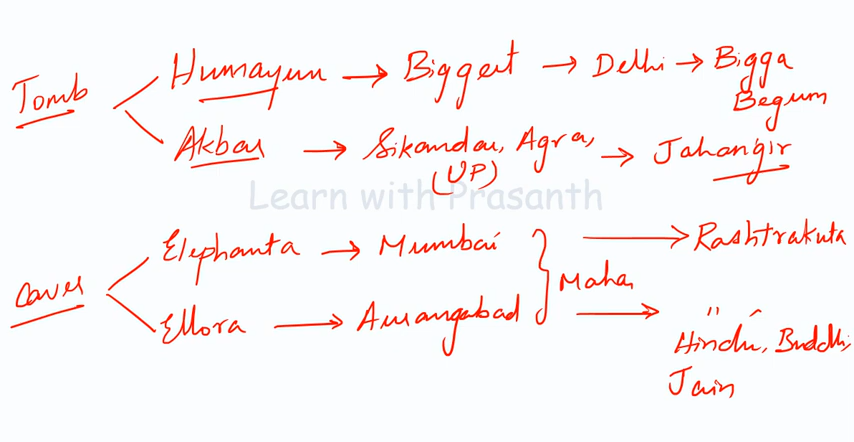 Tomb
Humayun → Biggest → Delhi → Bigga
Begum
Akbar → Sikandar, Agra, → Jahangir
(UP)
Learn with Prasanth
Caves
Elephanta → Mumbai → Rashtrakuta
Mahar
Ellora → Aurangabad → " "
Hindu, Buddhi,
Jain